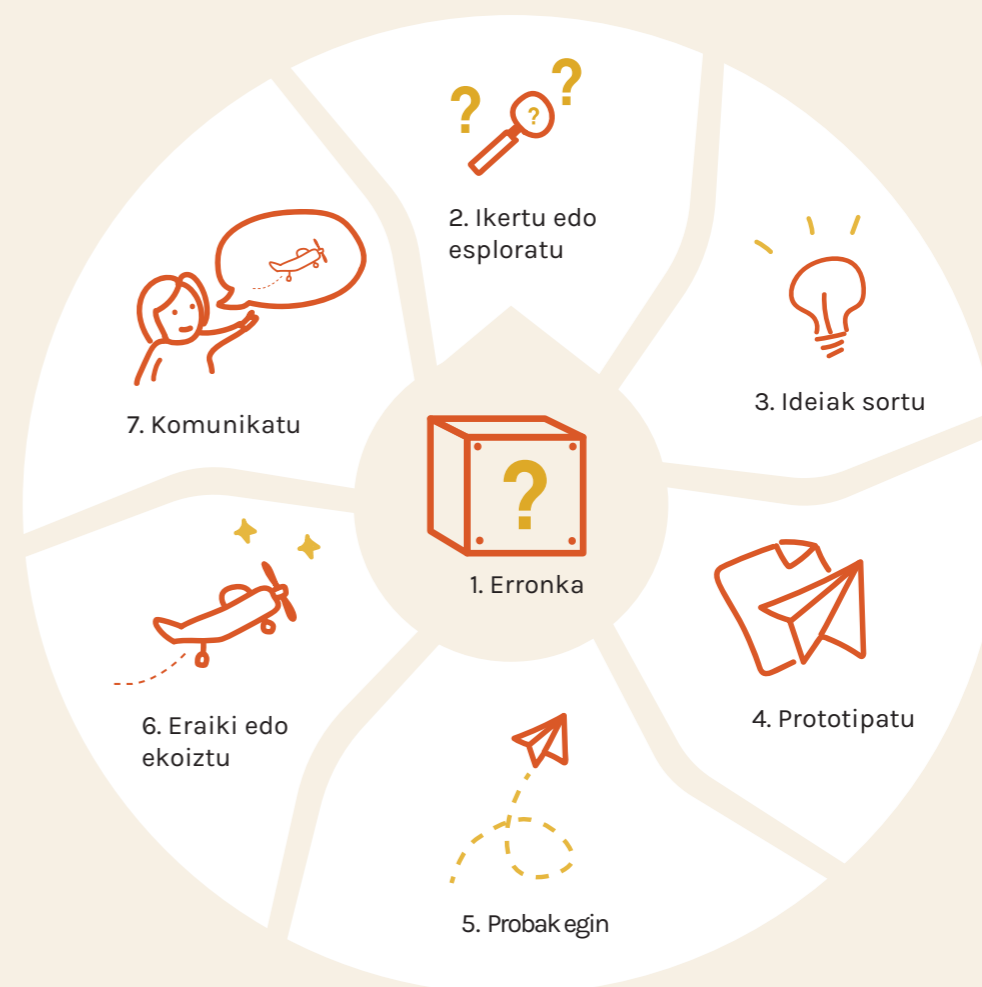 ?
?
?
2. Ikertu edo
esploratu
3. Ideiak sortu
7. Komunikatu
?
1. Erronka
4. Prototipatu
6. Eraiki edo
ekoiztu
5. Probak egin